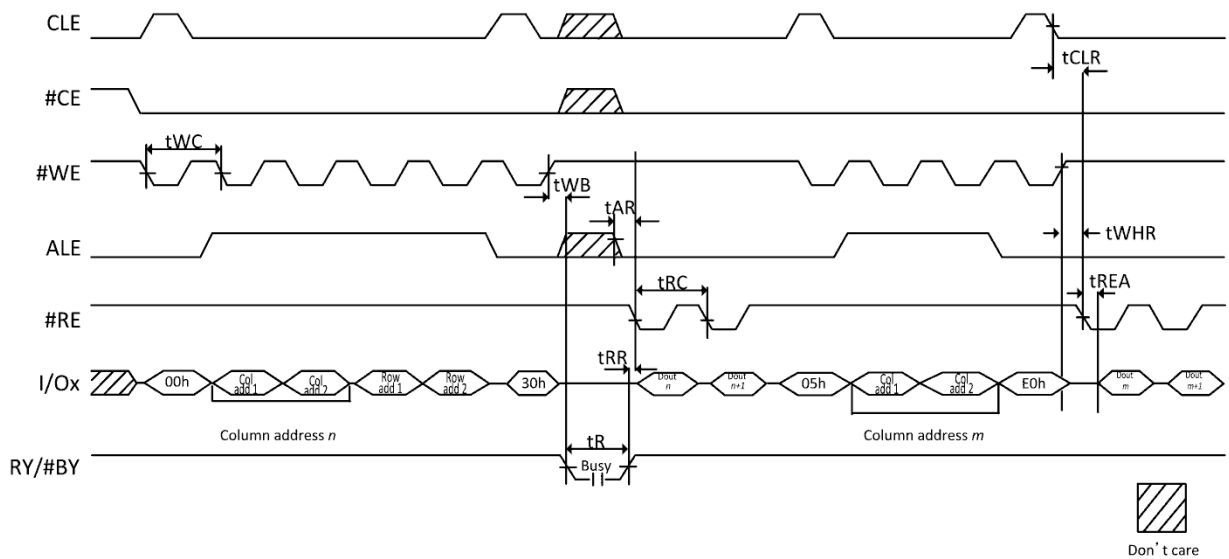 CLE
tCLR
#CE
tWC
#WE
tWB
tAR
ALE
tWHR
tRC
tREA
#RE
tRR
I/Ox
00h
Col add 1
Col add 2
Row add 1
Row add 2
30h
Dout n
Dout n+1
05h
Col add 1
Col add 2
E0h
Dout m
Dout m+1
Column address n
Column address m
tR
RY/#BY
Busy
Don't care